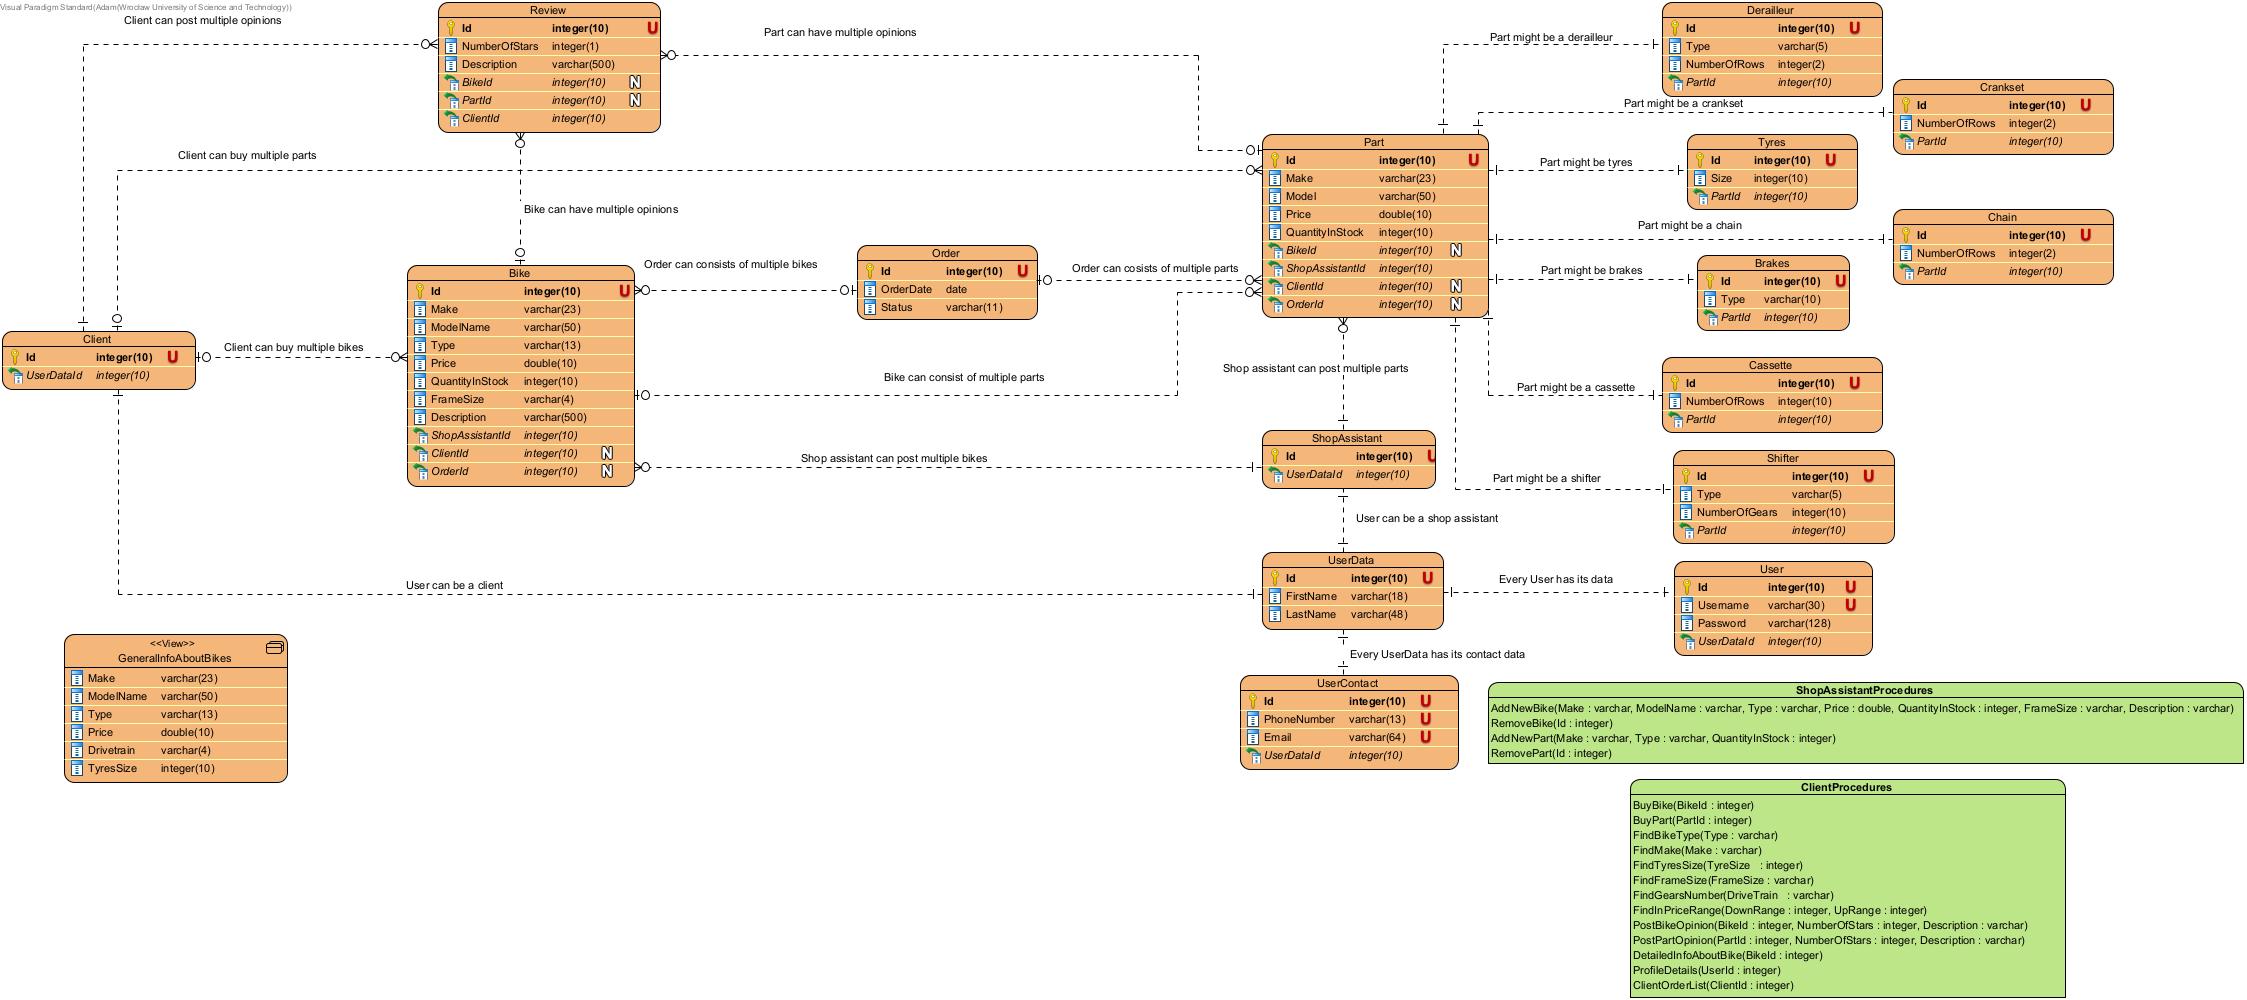 Visual Paradigm Standard(Adam(Wroclaw University of Science and Technology))
Client can post multiple opinions
Review
Id integer(10) U
NumberOfStars integer(1)
Description varchar(500)
BikeId integer(10) N
PartId integer(10) N
ClientId integer(10)
Part can have multiple opinions
Part might be a derailleur
Derailleur
Id integer(10) U
Type varchar(5)
NumberOfRows integer(2)
PartId integer(10)
Part might be a crankset
Crankset
Id integer(10) U
NumberOfRows integer(2)
PartId integer(10)
Client can buy multiple parts
Bike can have multiple opinions
Part
Id integer(10) U
Make varchar(23)
Model varchar(50)
Price double(10)
QuantityInStock integer(10)
BikeId integer(10) N
ShopAssistantId integer(10)
ClientId integer(10) N
OrderId integer(10) N
Part might be tyres
Tyres
Id integer(10) U
Size integer(10)
PartId integer(10)
Part might be a chain
Chain
Id integer(10) U
NumberOfRows integer(2)
PartId integer(10)
Part might be brakes
Brakes
Id integer(10) U
Type varchar(10)
PartId integer(10)
Order can consists of multiple bikes
Order
Id integer(10) U
OrderDate date
Status varchar(11)
Order can cosists of multiple parts
Client
Id integer(10) U
UserDataId integer(10)
Client can buy multiple bikes
Bike
Id integer(10) U
Make varchar(23)
ModelName varchar(50)
Type varchar(13)
Price double(10)
QuantityInStock integer(10)
FrameSize varchar(4)
Description varchar(500)
ShopAssistantId integer(10)
ClientId integer(10) N
OrderId integer(10) N
Bike can consist of multiple parts
Shop assistant can post multiple parts
Part might be a cassette
Cassette
Id integer(10) U
NumberOfRows integer(10)
PartId integer(10)
Shop assistant can post multiple bikes
ShopAssistant
Id integer(10) U
UserDataId integer(10)
Part might be a shifter
Shifter
Id integer(10) U
Type varchar(5)
NumberOfGears integer(10)
PartId integer(10)
User can be a shop assistant
User can be a client
UserData
Id integer(10) U
FirstName varchar(18)
LastName varchar(48)
Every User has its data
User
Id integer(10) U
Username varchar(30) U
Password varchar(128)
UserDataId integer(10)
Every UserData has its contact data
UserContact
Id integer(10) U
PhoneNumber varchar(13) U
Email varchar(64) U
UserDataId integer(10)
<<View>>
GeneralInfoAboutBikes
Make varchar(23)
ModelName varchar(50)
Type varchar(13)
Price double(10)
Drivetrain varchar(4)
TyresSize integer(10)
ShopAssistantProcedures
AddNewBike(Make : varchar, ModelName : varchar, Type : varchar, Price : double, QuantityInStock : integer, FrameSize : varchar, Description : varchar)
RemoveBike(Id : integer)
AddNewPart(Make : varchar, Type : varchar, QuantityInStock : integer)
RemovePart(Id : integer)
ClientProcedures
BuyBike(BikeId : integer)
BuyPart(PartId : integer)
FindBikeType(Type : varchar)
FindMake(Make : varchar)
FindTyresSize(TyreSize : integer)
FindFrameSize(FrameSize : varchar)
FindGearsNumber(DriveTrain : varchar)
FindInPriceRange(DownRange : integer, UpRange : integer)
PostBikeOpinion(BikeId : integer, NumberOfStars : integer, Description : varchar)
PostPartOpinion(PartId : integer, NumberOfStars : integer, Description : varchar)
DetailedInfoAboutBike(BikeId : integer)
ProfileDetails(UserId : integer)
ClientOrderList(ClientId : integer)